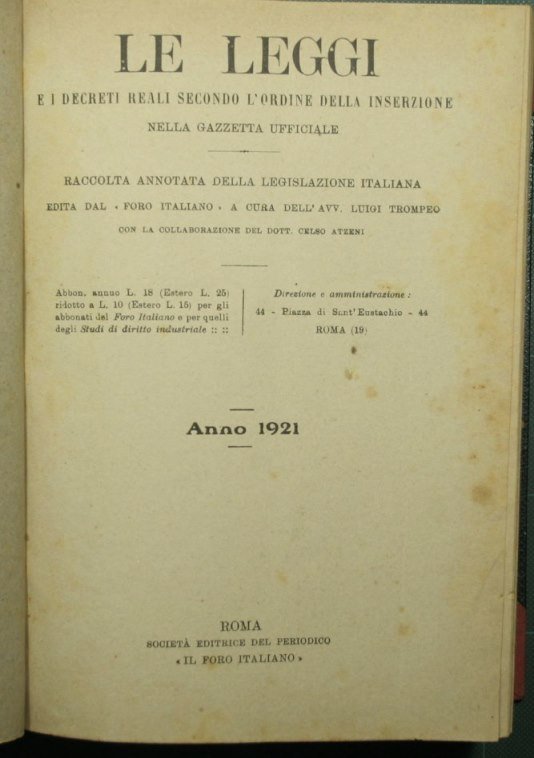 LE LEGGI
E I DECRETI REALI SECONDO L'ORDINE DELLA INSERZIONE
NELLA GAZZETTA UFFICIALE
RACCOLTA ANNOTATA DELLA LEGISLAZIONE ITALIANA
EDITA DAL « FORO ITALIANO » A CURA DELL'AVV. LUIGI TROMPEO
CON LA COLLABORAZIONE DEL DOTT. CELSO ATZENI
Abbon. annuo L. 18 (Estero L. 25)
ridotto a L. 10 (Estero L. 15) per gli
abbonati del Foro Italiano e per quelli
degli Studi di diritto industriale :: ::
Direzione e amministrazione :
44 - Piazza di Sant'Eustachio - 44
ROMA (19)
Anno 1921
ROMA
SOCIETÀ EDITRICE DEL PERIODICO
« IL FORO ITALIANO »